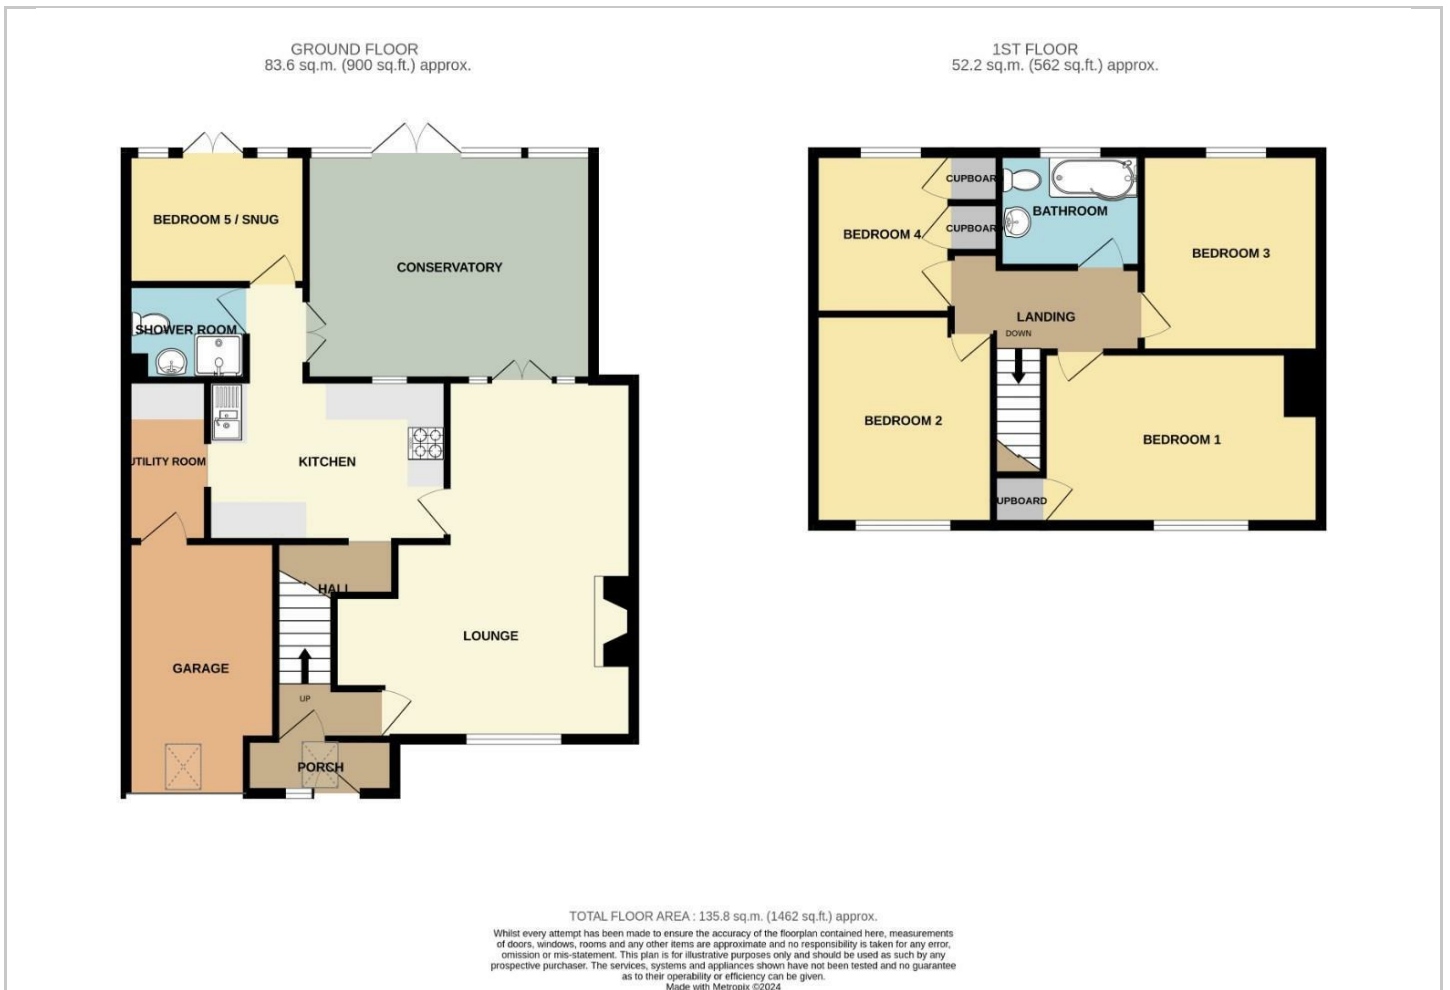 GROUND FLOOR
83.6 sq.m. (900 sq.ft.) approx.
BEDROOM 5 / SNUG
CONSERVATORY
SHOWER ROOM
UTILITY ROOM
KITCHEN
HALL
LOUNGE
GARAGE
UP
PORCH
1ST FLOOR
52.2 sq.m. (562 sq.ft.) approx.
CUPBOARD
BATHROOM
CUPBOARD
BEDROOM 4
BEDROOM 3
LANDING
DOWN
BEDROOM 2
BEDROOM 1
UPBOARD
TOTAL FLOOR AREA : 135.8 sq.m. (1462 sq.ft.) approx.
Whilst every attempt has been made to ensure the accuracy of the floorplan contained here, measurements
of doors, windows, rooms and any other items are approximate and no responsibility is taken for any error,
omission or mis-statement. This plan is for illustrative purposes only and should be used as such by any
prospective purchaser. The services, systems and appliances shown have not been tested and no guarantee
as to their operability or efficiency can be given.
Made with Metropix ©2024